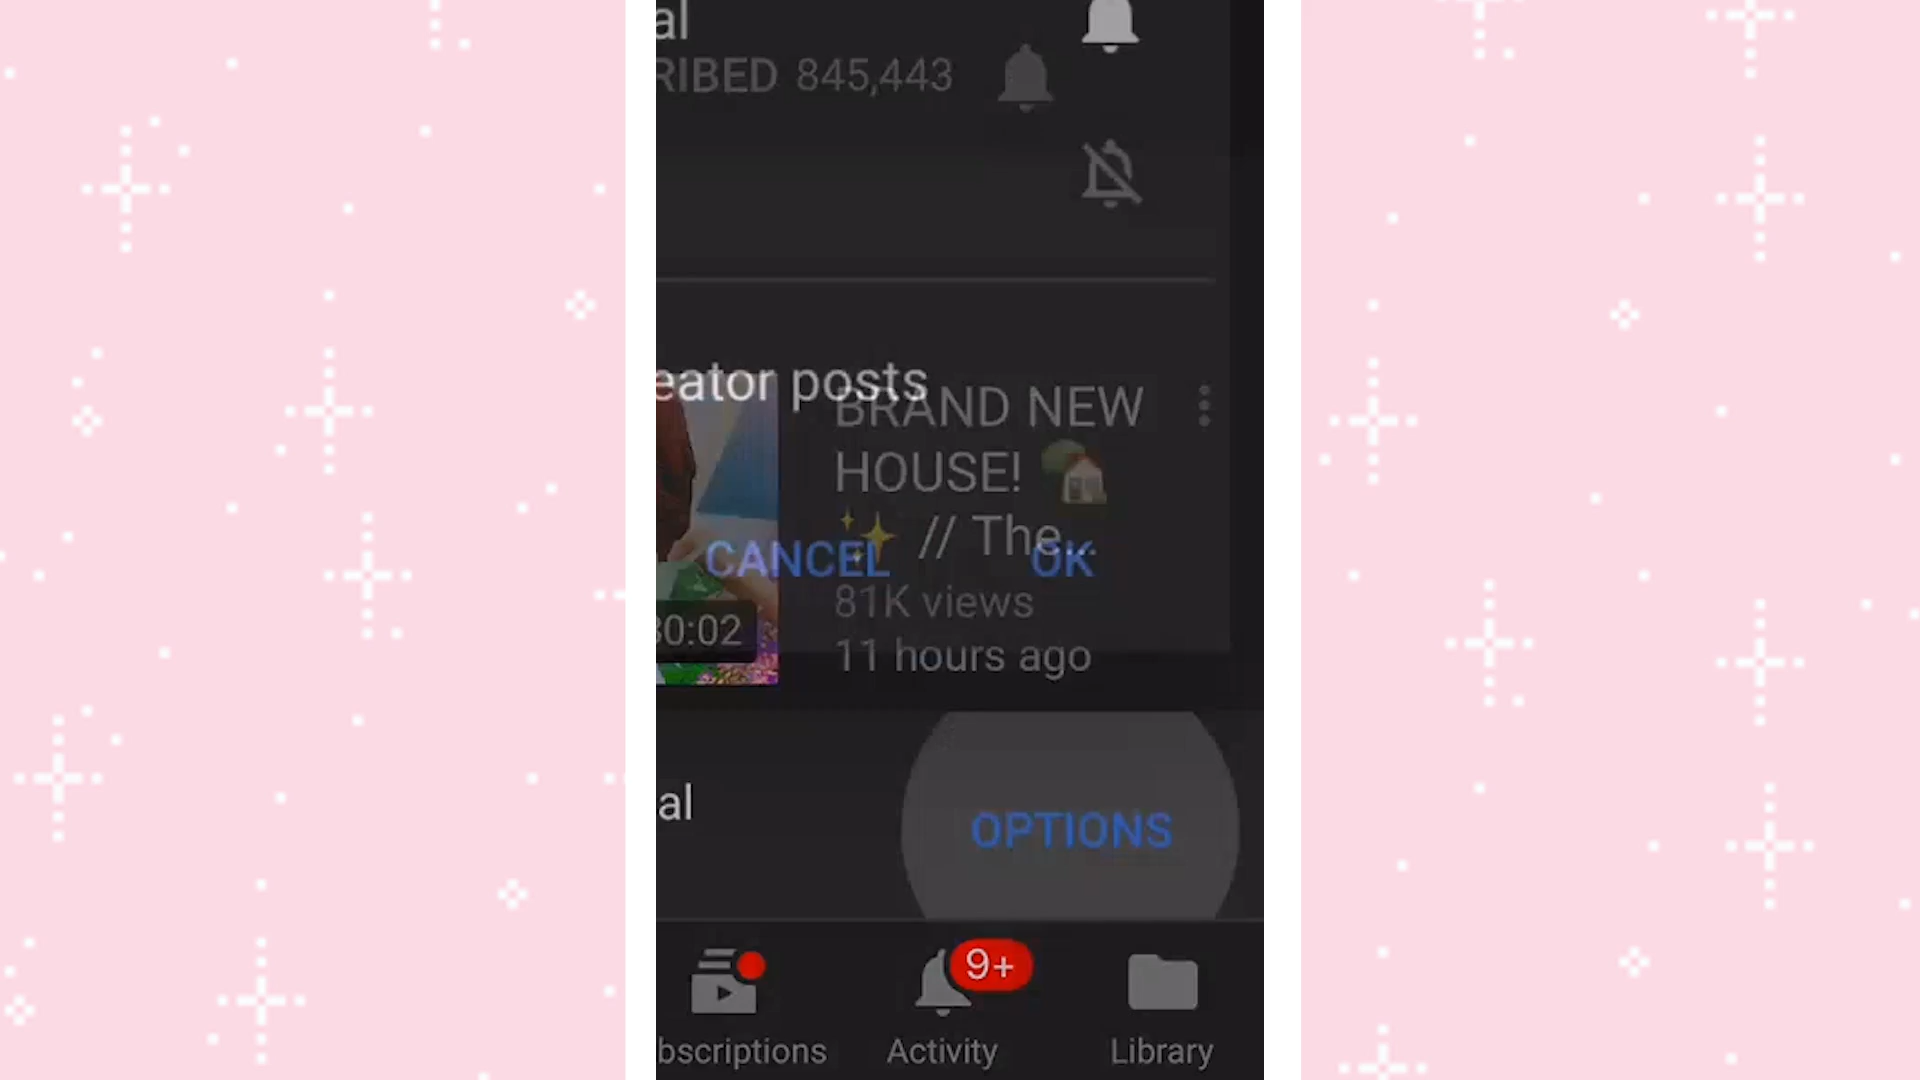 al
RIBED 845,443
eator posts
BRAND NEW
HOUSE!
// The...
CANCEL OK
81K views
30:02
11 hours ago
al
OPTIONS
9+
bscriptions Activity Library